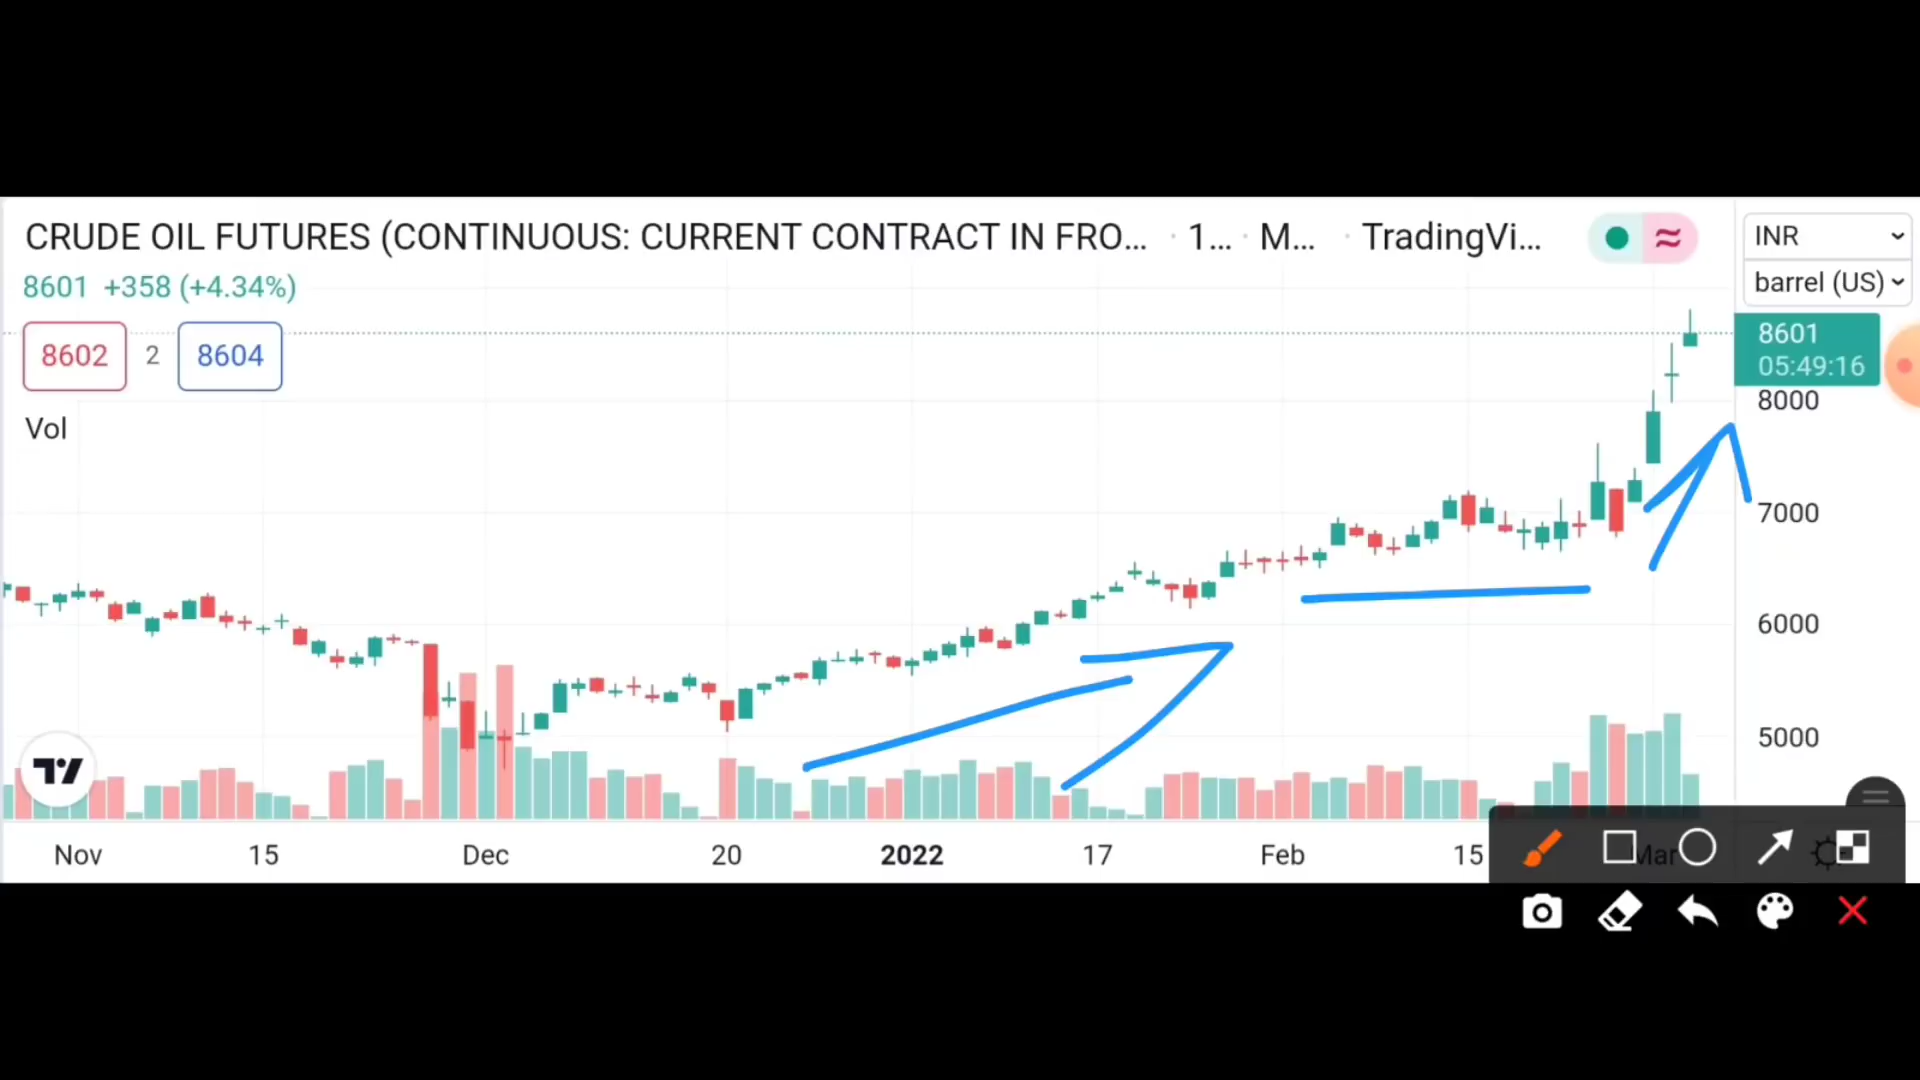 CRUDE OIL FUTURES (CONTINUOUS: CURRENT CONTRACT IN FRO... · 1... · M... · TradingVi...
INR
8601 +358 (+4.34%)
barrel (US)
8602 2 8604
8601
05:49:16
8000
Vol
7000
6000
5000
Nov 15 Dec 20 2022 17 Feb 15 Mar